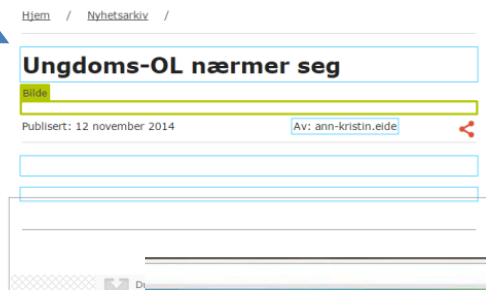 Hjem / Nyhetsarkiv /
Ungdoms-OL nærmer seg
Bilde
Publisert: 12 november 2014 Av: ann-kristin.eide